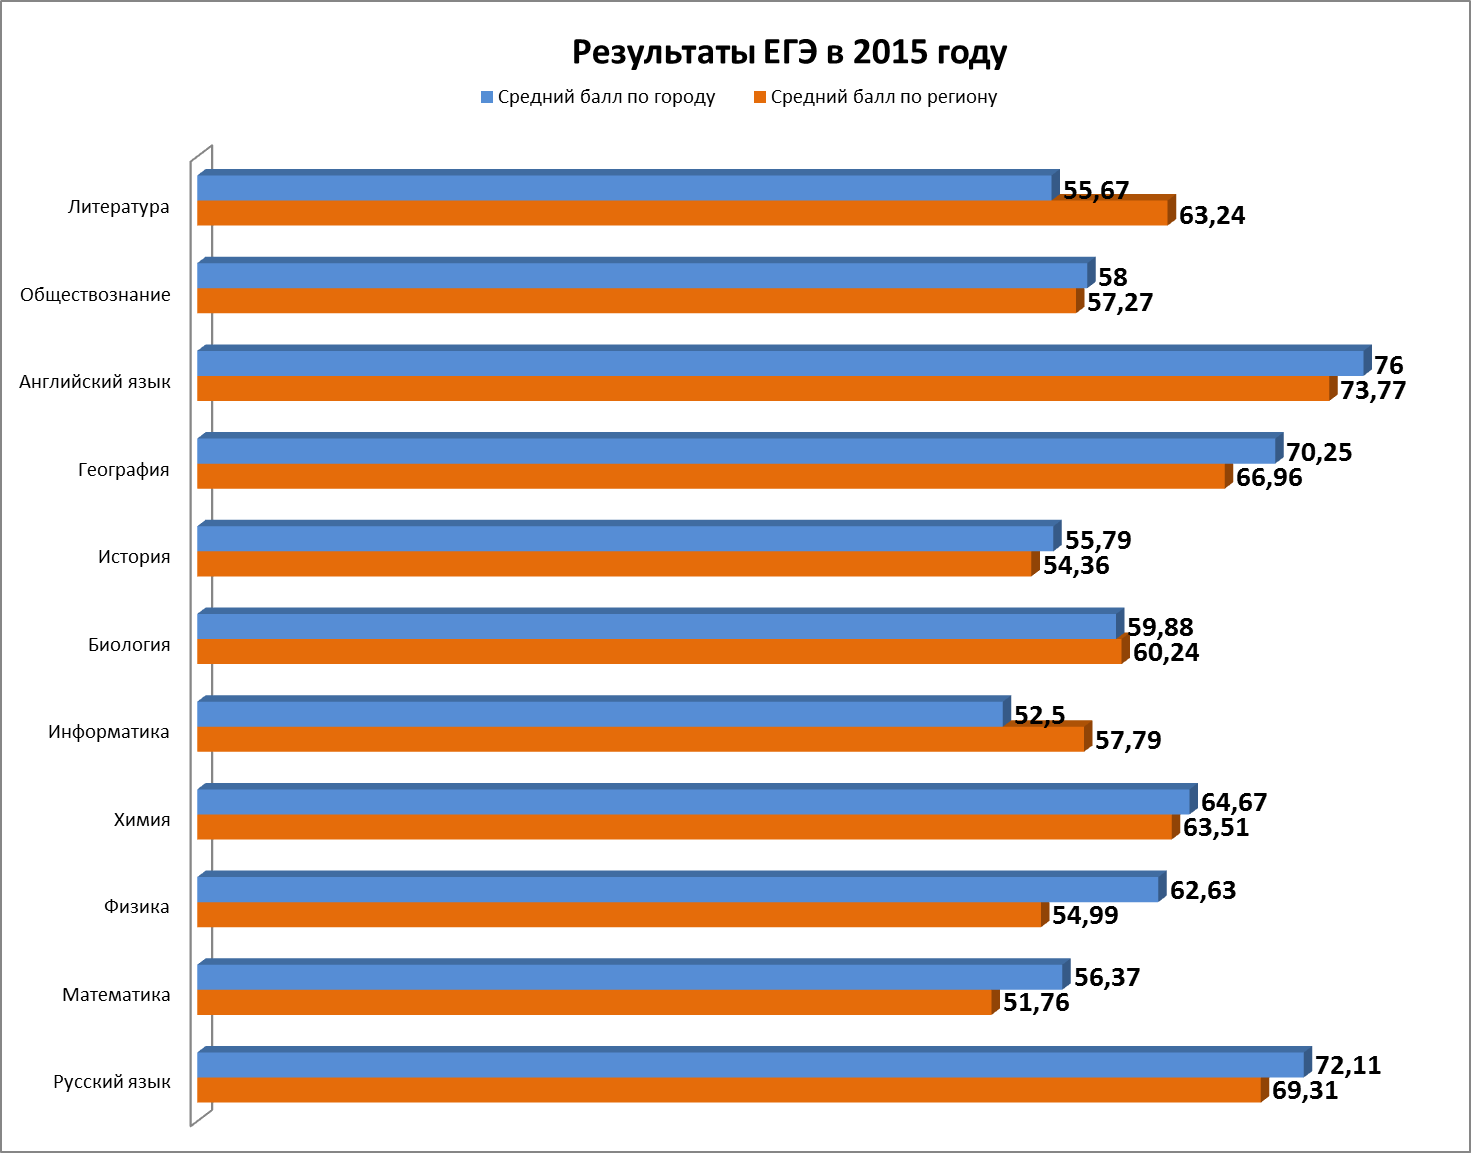 Результаты ЕГЭ в 2015 году
Средний балл по городу
Средний балл по региону
Литература
55,67
63,24
Обществознание
58
57,27
Английский язык
76
73,77
География
70,25
66,96
История
55,79
54,36
Биология
59,88
60,24
Информатика
52,5
57,79
Химия
64,67
63,51
Физика
62,63
54,99
Математика
56,37
51,76
Русский язык
72,11
69,31